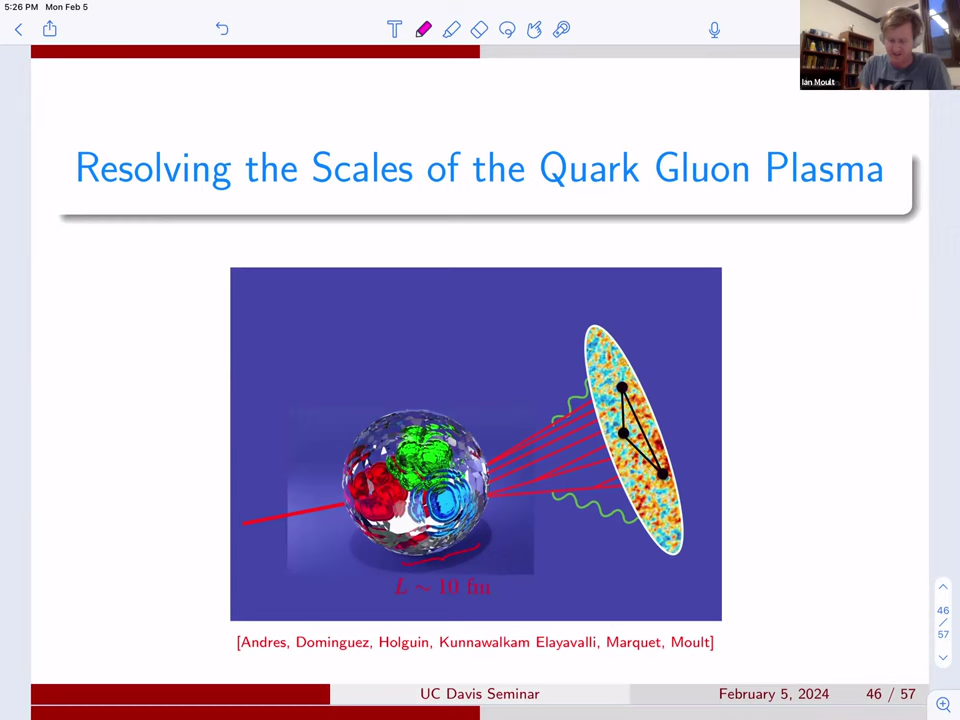 5:26 PM Mon Feb 5
Ian Moult
Resolving the Scales of the Quark Gluon Plasma
L ∼ 10 fm
[Andres, Dominguez, Holguin, Kunnawalkam Elayavalli, Marquet, Moult]
46
/
57
UC Davis Seminar February 5, 2024 46 / 57